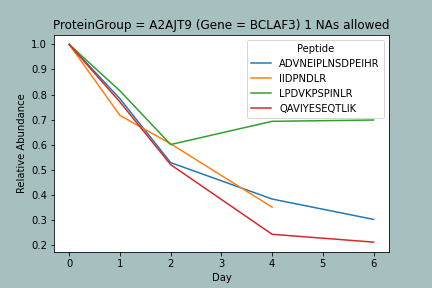 ProteinGroup = A2AJT9 (Gene = BCLAF3) 1 NAs allowed
Peptide
ADVNEIPLNSDPEIHR
IIDPNDLR
LPDVKPSPINLR
QAVIYESEQTLIK
Relative Abundance
1.0
0.9
0.8
0.7
0.6
0.5
0.4
0.3
0.2
0
1
2
3
4
5
6
Day